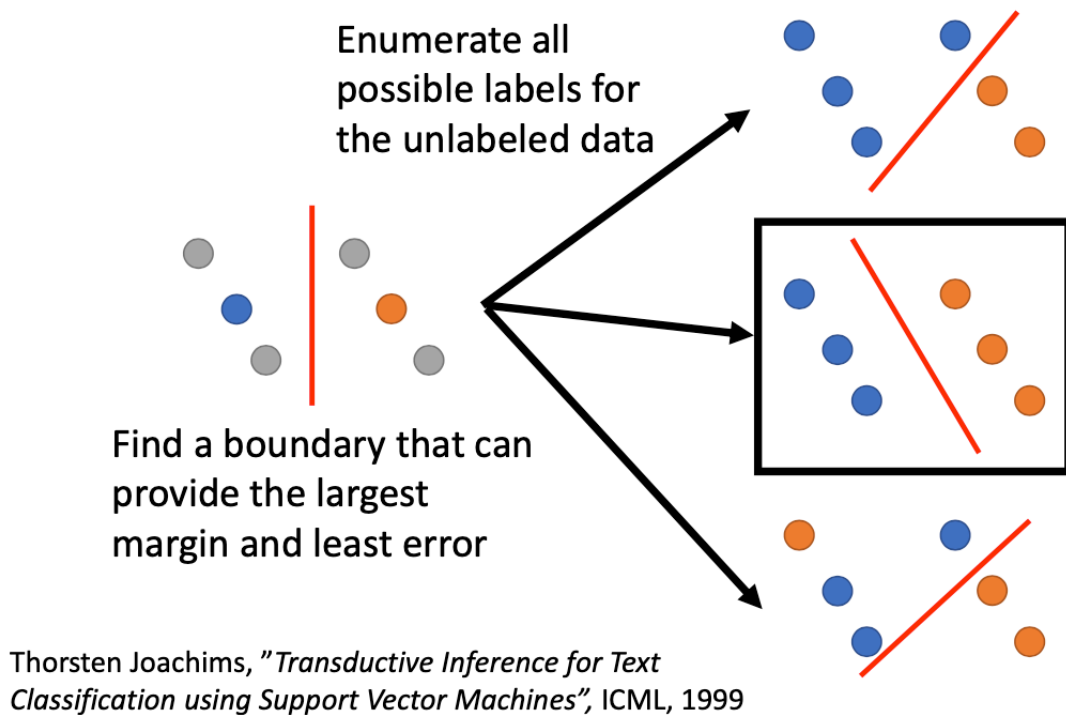 Enumerate all
possible labels for
the unlabeled data
Find a boundary that can
provide the largest
margin and least error
Thorsten Joachims, ”Transductive Inference for Text
Classification using Support Vector Machines”, ICML, 1999